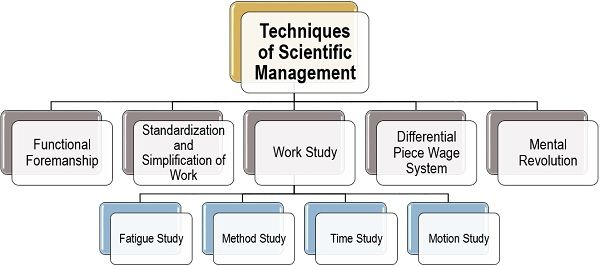 Techniques
of Scientific
Management
Functional
Foremanship
Standardization
and
Simplification of
Work
Work Study
Differential
Piece Wage
System
Mental
Revolution
Fatigue Study
Method Study
Time Study
Motion Study